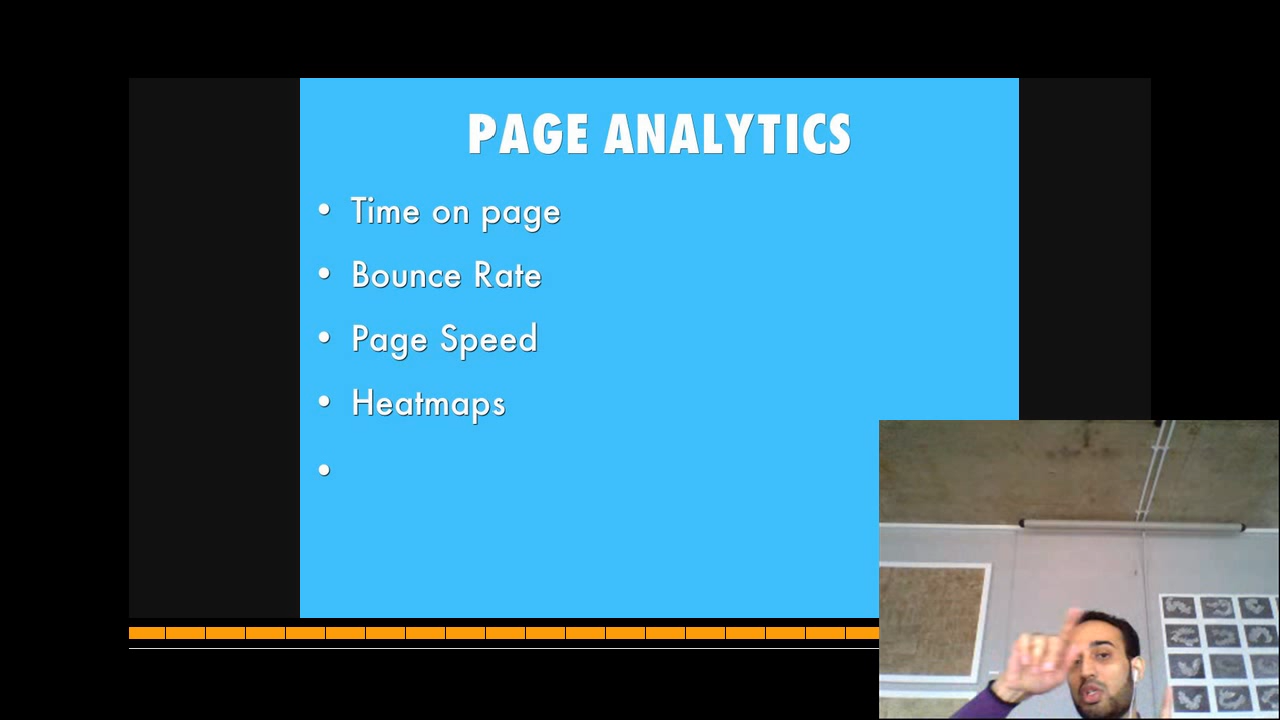 PAGE ANALYTICS
• Time on page
• Bounce Rate
• Page Speed
• Heatmaps
•